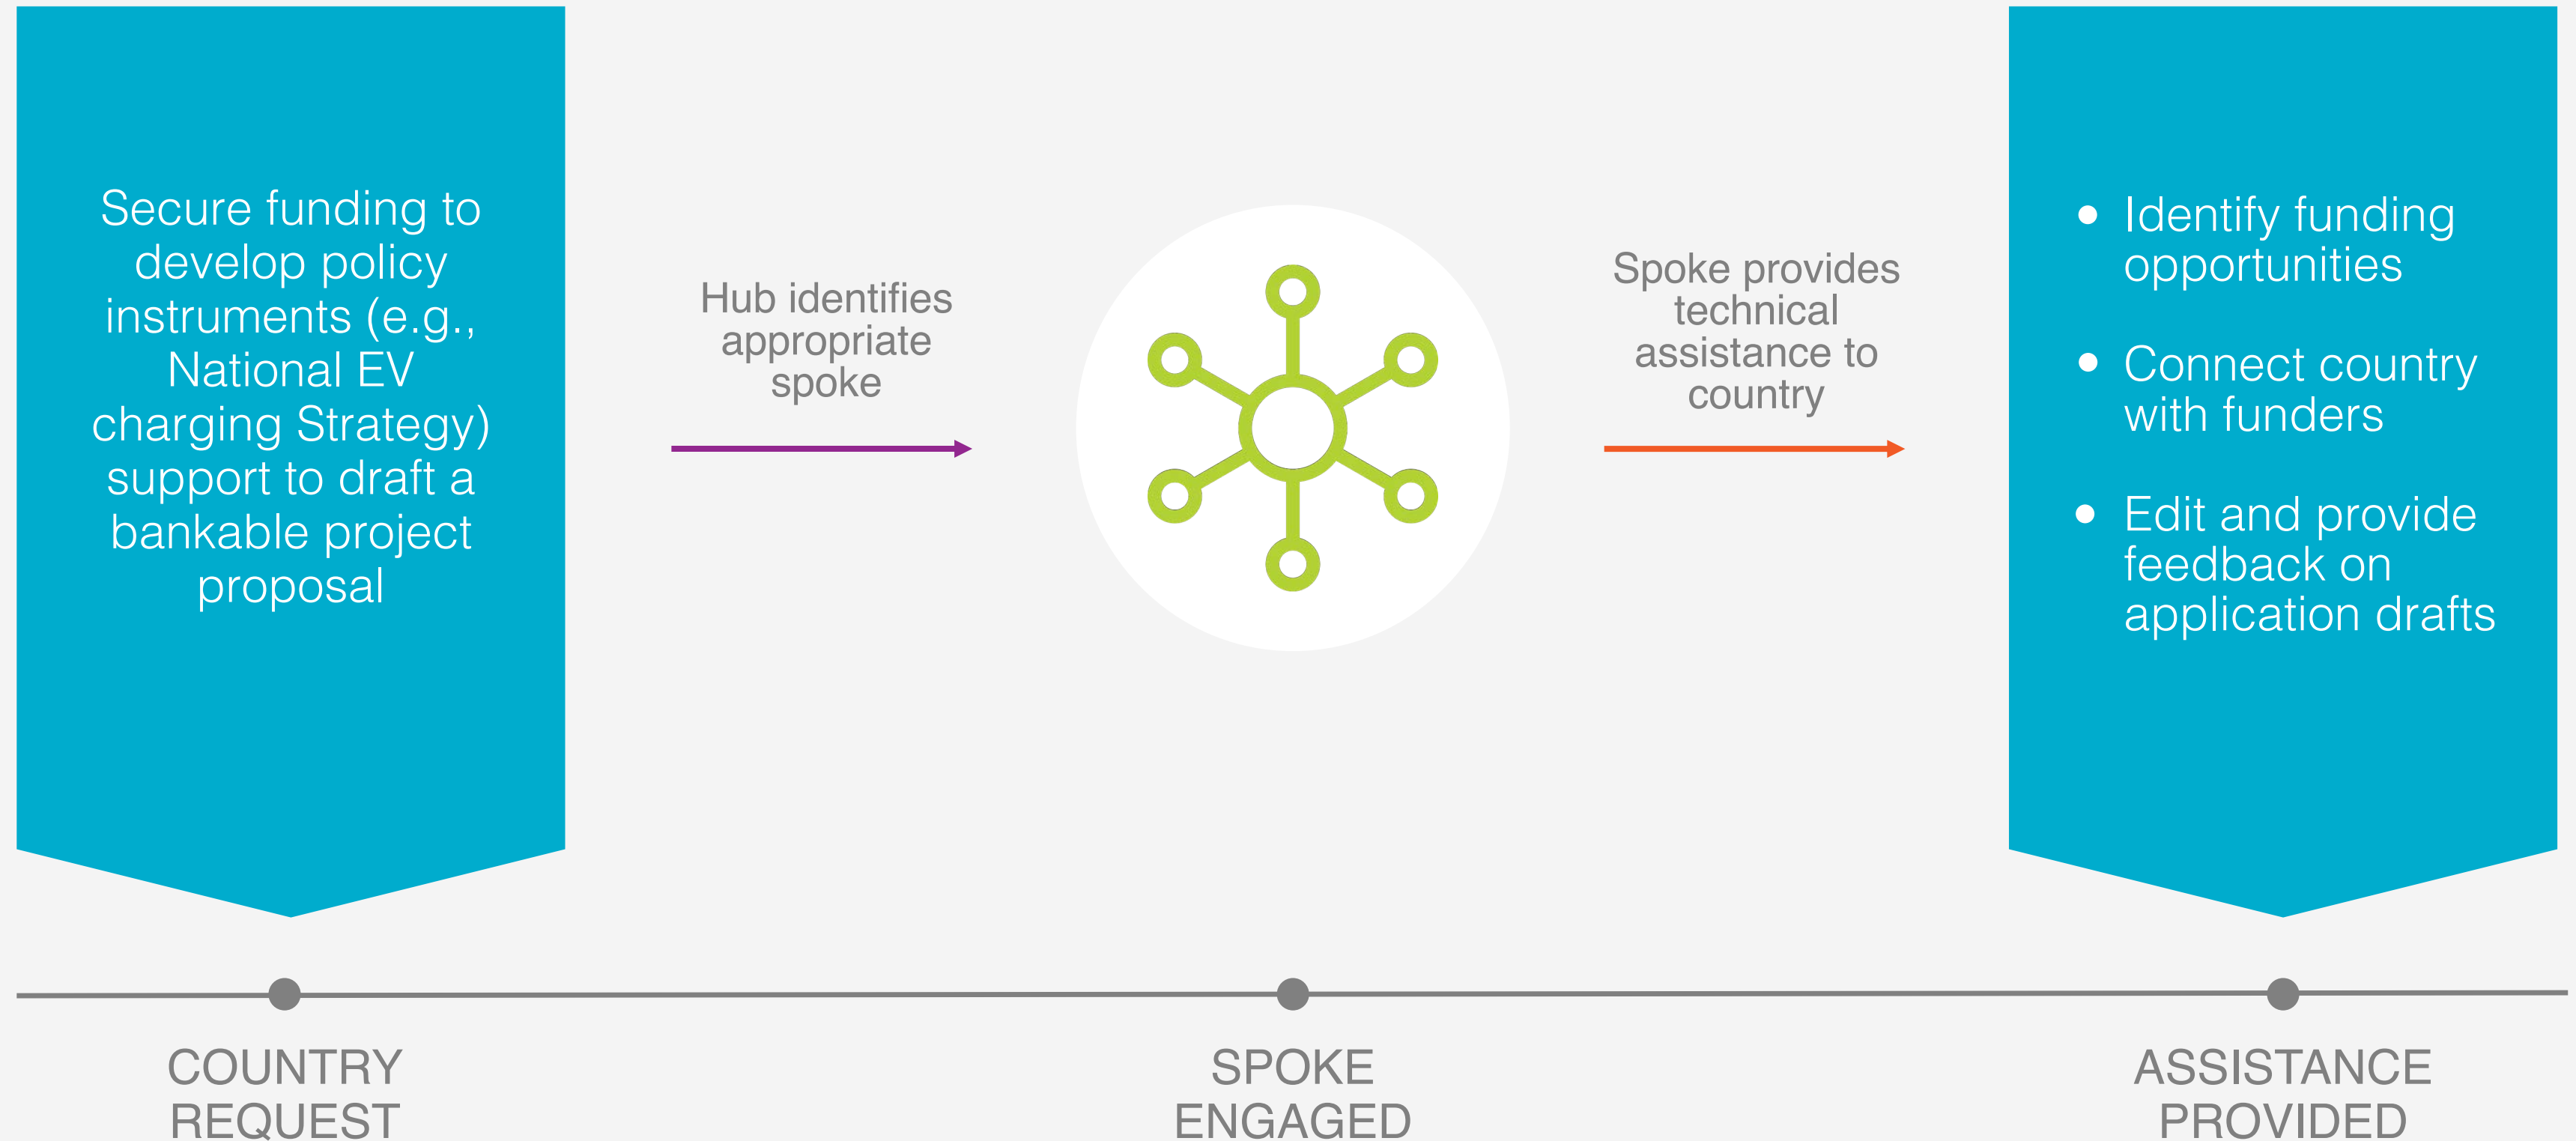 Secure funding to
develop policy
instruments (e.g.,
National EV
charging Strategy)
support to draft a
bankable project
proposal
Hub identifies
appropriate
spoke
Spoke provides
technical
assistance to
country
• Identify funding
opportunities
• Connect country
with funders
• Edit and provide
feedback on
application drafts
COUNTRY
REQUEST
SPOKE
ENGAGED
ASSISTANCE
PROVIDED